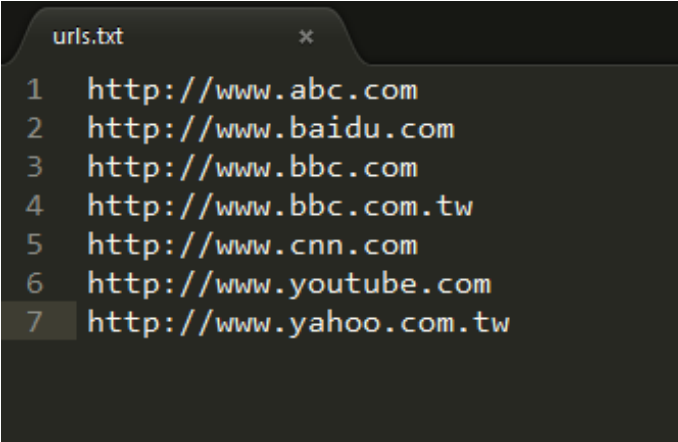 urls.txt ×
1 http://www.abc.com
2 http://www.baidu.com
3 http://www.bbc.com
4 http://www.bbc.com.tw
5 http://www.cnn.com
6 http://www.youtube.com
7 http://www.yahoo.com.tw